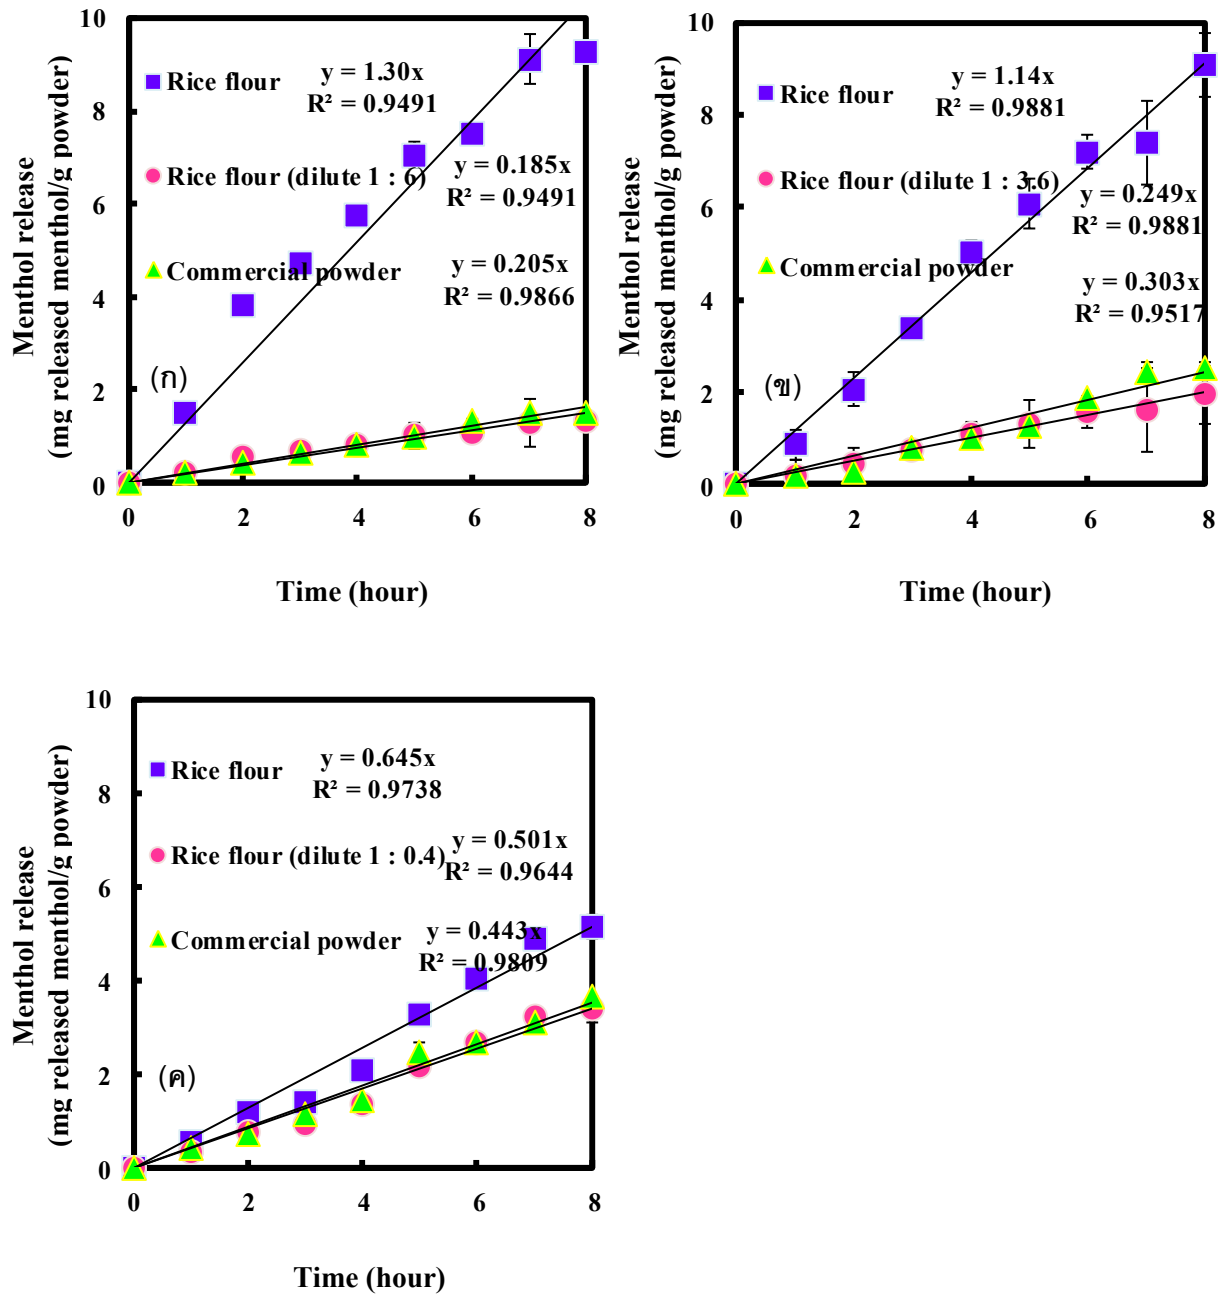 10
8
6
4
2
0
Menthol release
(mg released menthol/g powder)
Rice flour
y = 1.30x
R² = 0.9491
Rice flour (dilute 1 : 6)
y = 0.185x
R² = 0.9491
Commercial powder
y = 0.205x
R² = 0.9866
(ก)
0 2 4 6 8
Time (hour)
10
8
6
4
2
0
Menthol release
(mg released menthol/g powder)
Rice flour
y = 1.14x
R² = 0.9881
Rice flour (dilute 1 : 3.6)
y = 0.249x
R² = 0.9881
Commercial powder
y = 0.303x
R² = 0.9517
(ข)
0 2 4 6 8
Time (hour)
10
8
6
4
2
0
Menthol release
(mg released menthol/g powder)
Rice flour
y = 0.645x
R² = 0.9738
Rice flour (dilute 1 : 0.4)
y = 0.501x
R² = 0.9644
Commercial powder
y = 0.443x
R² = 0.9809
(ค)
0 2 4 6 8
Time (hour)